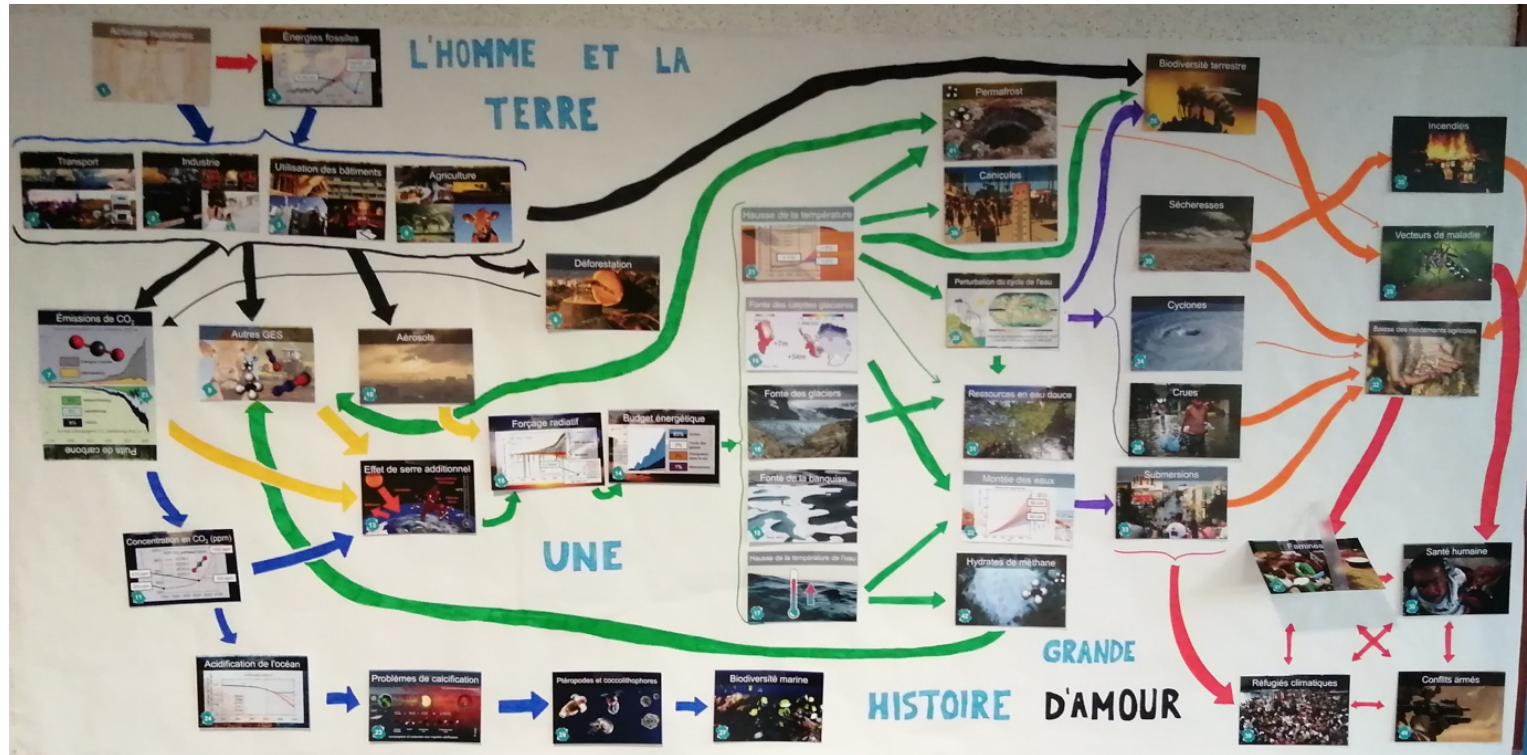 Activités humaines
Énergies fossiles
L'HOMME ET LA
TERRE
Biodiversité terrestre
Permafrost
Incendies
Transport
Industrie
Utilisation des bâtiments
Agriculture
Canicules
Sécheresses
Hausse de la température
Vecteurs de maladie
Déforestation
Perturbation du cycle de l'eau
Émissions de CO2
Autres GES
Aérosols
Fonte des calottes glaciaires
+7m
+54m
Cyclones
Baisse des rendements agricoles
Puits de carbone
Fonte des glaciers
Ressources en eau douce
Crues
Forçage radiatif
Budget énergétique
Effet de serre additionnel
Fonte de la banquise
Montée des eaux
Submersions
Concentration en CO2 (ppm)
UNE
Hausse de la température de l'eau
Hydrates de méthane
Famines
Santé humaine
GRANDE
Acidification de l'océan
Problèmes de calcification
Ptéropodes et coccolithophores
Biodiversité marine
HISTOIRE D'AMOUR
Réfugiés climatiques
Conflits armés